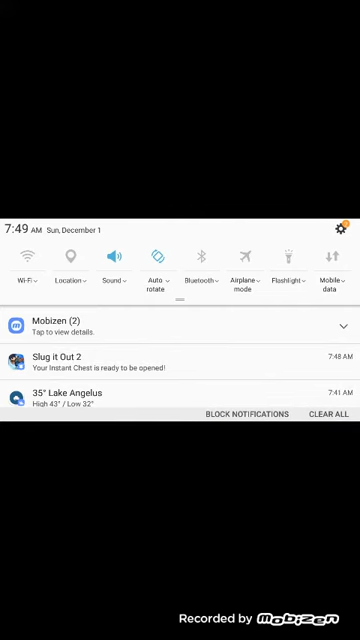 7:49 AM Sun, December 1
Wi-Fi Location Sound Auto rotate Bluetooth Airplane mode Flashlight Mobile data
Mobizen (2)
Tap to view details.
Slug it Out 2 7:48 AM
Your Instant Chest is ready to be opened!
35° Lake Angelus 7:41 AM
High 43° / Low 32°
BLOCK NOTIFICATIONS CLEAR ALL
Recorded by mobizen